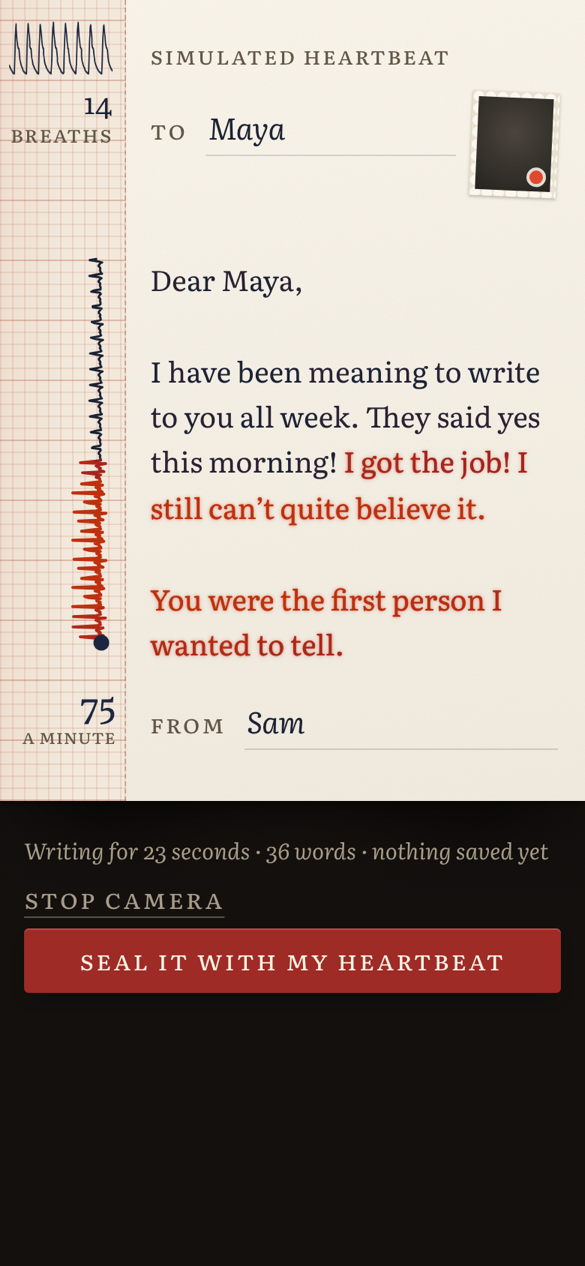 14
BREATHS
SIMULATED HEARTBEAT
TO Maya
Dear Maya,
I have been meaning to write
to you all week. They said yes
this morning! I got the job! I
still can’t quite believe it.
You were the first person I
wanted to tell.
75
A MINUTE
FROM Sam
Writing for 23 seconds · 36 words · nothing saved yet
STOP CAMERA
SEAL IT WITH MY HEARTBEAT